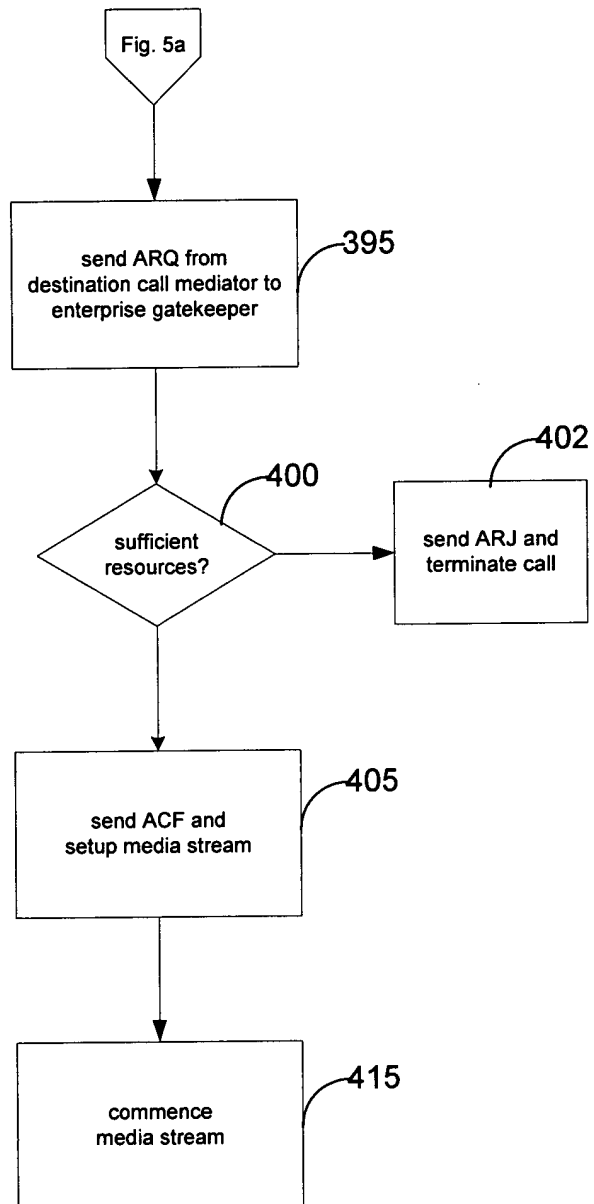 Fig. 5a
send ARQ from
destination call mediator to
enterprise gatekeeper
395
sufficient
resources?
400
send ARJ and
terminate call
402
send ACF and
setup media stream
405
commence
media stream
415